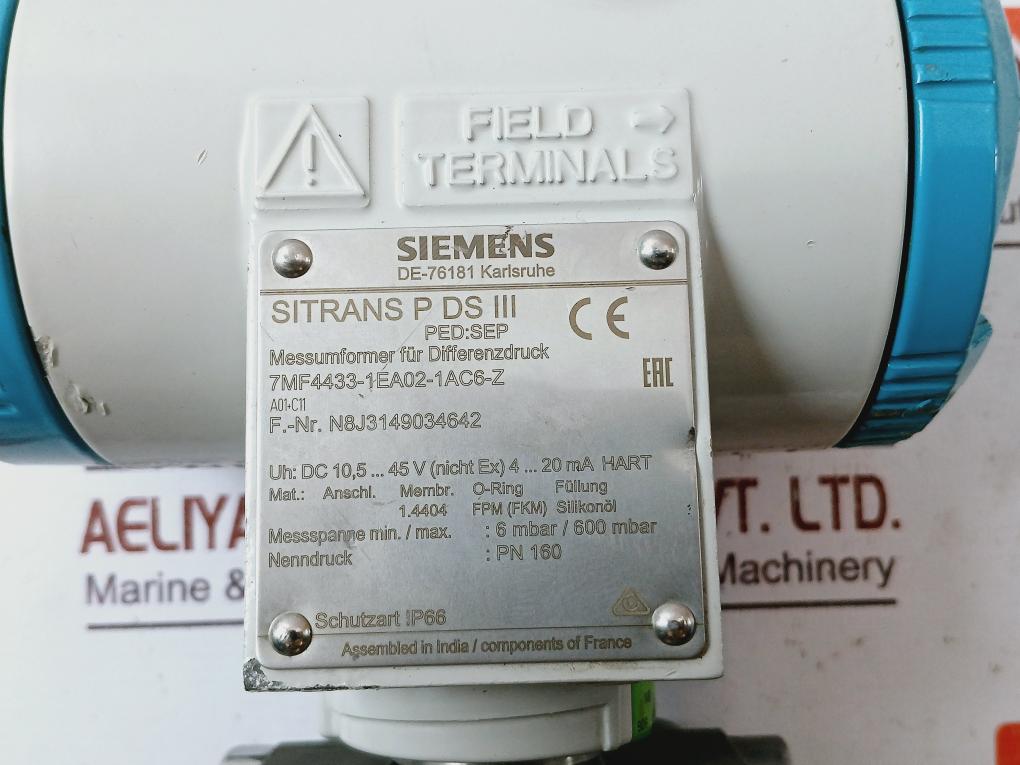 FIELD →
TERMINALS
SIEMENS
DE-76181 Karlsruhe
SITRANS P DS III
PED:SEP
CE
Messumformer für Differenzdruck
7MF4433-1EA02-1AC6-Z
EAC
A01+C11
F.-Nr. N8J3149034642
Uh: DC 10,5 ... 45 V (nicht Ex) 4 ... 20 mA HART
Mat.: Anschl. Membr. O-Ring Füllung
1.4404 FPM (FKM) Silikonöl
Messspanne min. / max. : 6 mbar / 600 mbar
Nenndruck : PN 160
Schutzart IP66
Assembled in India / components of France
AELIYA VT. LTD.
Marine & Machinery